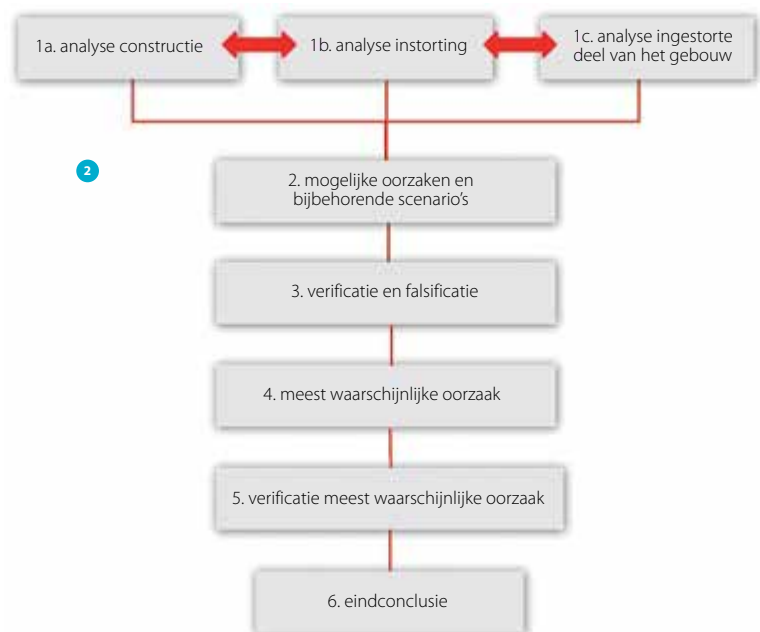 1a. analyse constructie
1b. analyse instorting
1c. analyse ingestorte
deel van het gebouw
2
2. mogelijke oorzaken en
bijbehorende scenario's
3. verificatie en falsificatie
4. meest waarschijnlijke oorzaak
5. verificatie meest waarschijnlijke oorzaak
6. eindconclusie